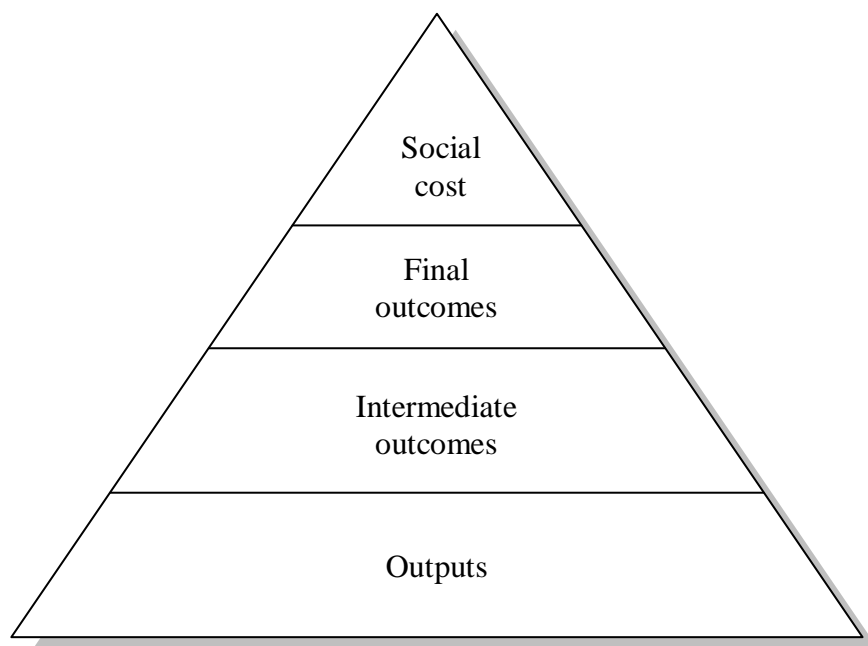 Social
cost
Final
outcomes
Intermediate
outcomes
Outputs